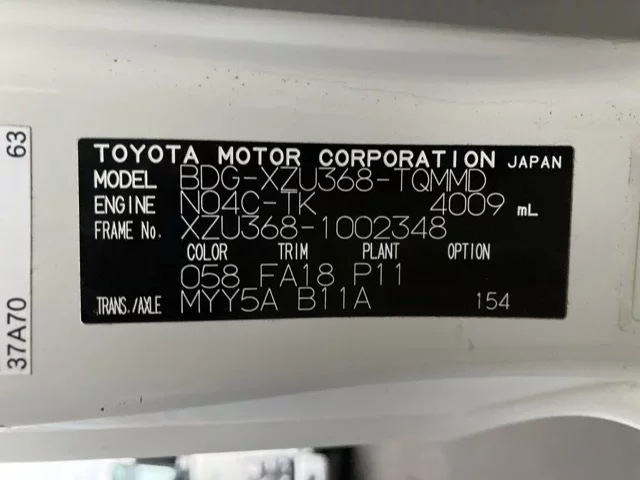 TOYOTA MOTOR CORPORATION JAPAN
MODEL BDG-XZU368-TQMMD
ENGINE N04C-TK 4009 mL
FRAME No. XZU368-1002348
COLOR TRIM PLANT OPTION
058 FA18 P11
TRANS./AXLE MYY5A B11A 154
37A70 63